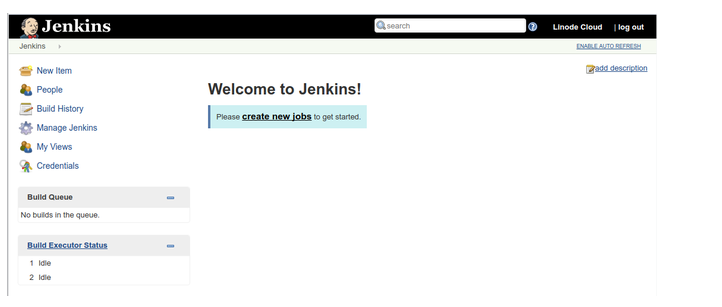 Jenkins
search
Linode Cloud | log out
Jenkins
ENABLE AUTO REFRESH
New Item
People
Build History
Manage Jenkins
My Views
Credentials
Build Queue
No builds in the queue.
Build Executor Status
1 Idle
2 Idle
add description
Welcome to Jenkins!
Please create new jobs to get started.